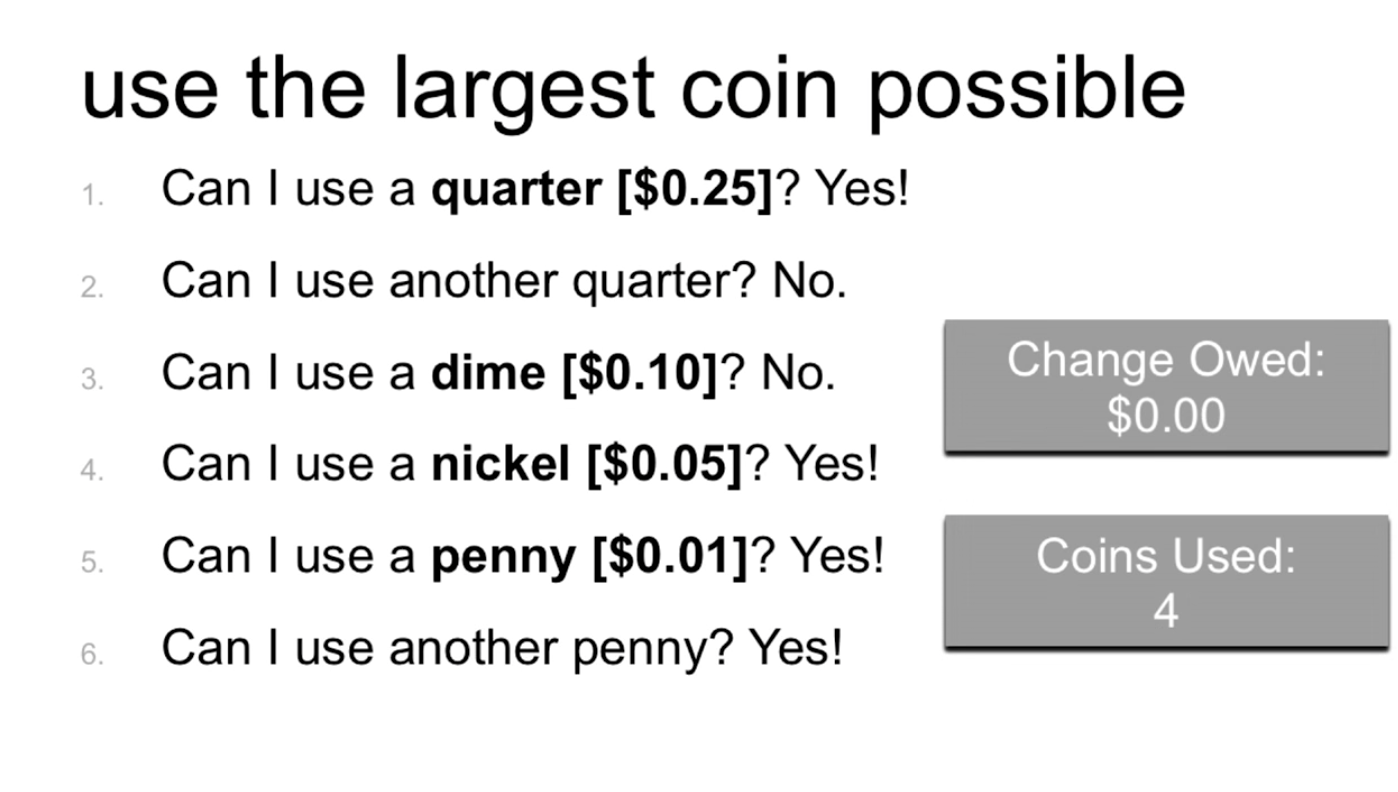 use the largest coin possible
1. Can I use a quarter [$0.25]? Yes!
2. Can I use another quarter? No.
3. Can I use a dime [$0.10]? No.
4. Can I use a nickel [$0.05]? Yes!
5. Can I use a penny [$0.01]? Yes!
6. Can I use another penny? Yes!
Change Owed:
$0.00
Coins Used:
4